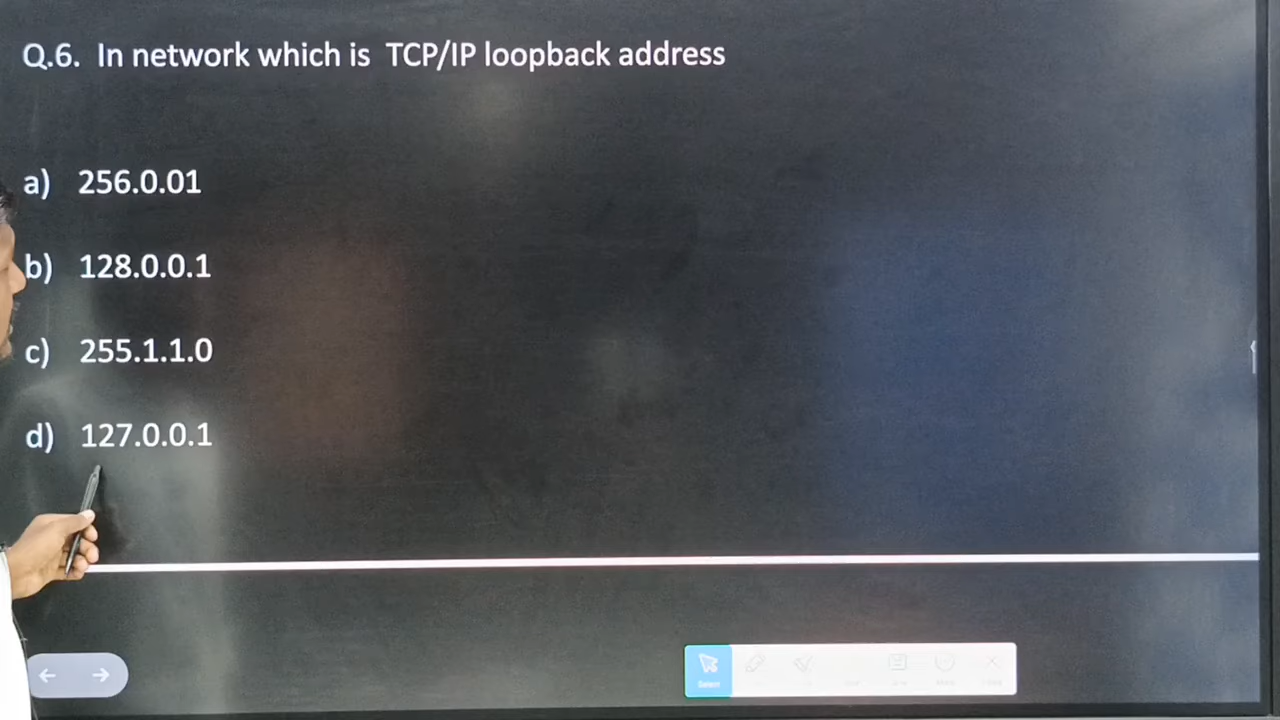 Q.6. In network which is TCP/IP loopback address
a) 256.0.01
b) 128.0.0.1
c) 255.1.1.0
d) 127.0.0.1
Select